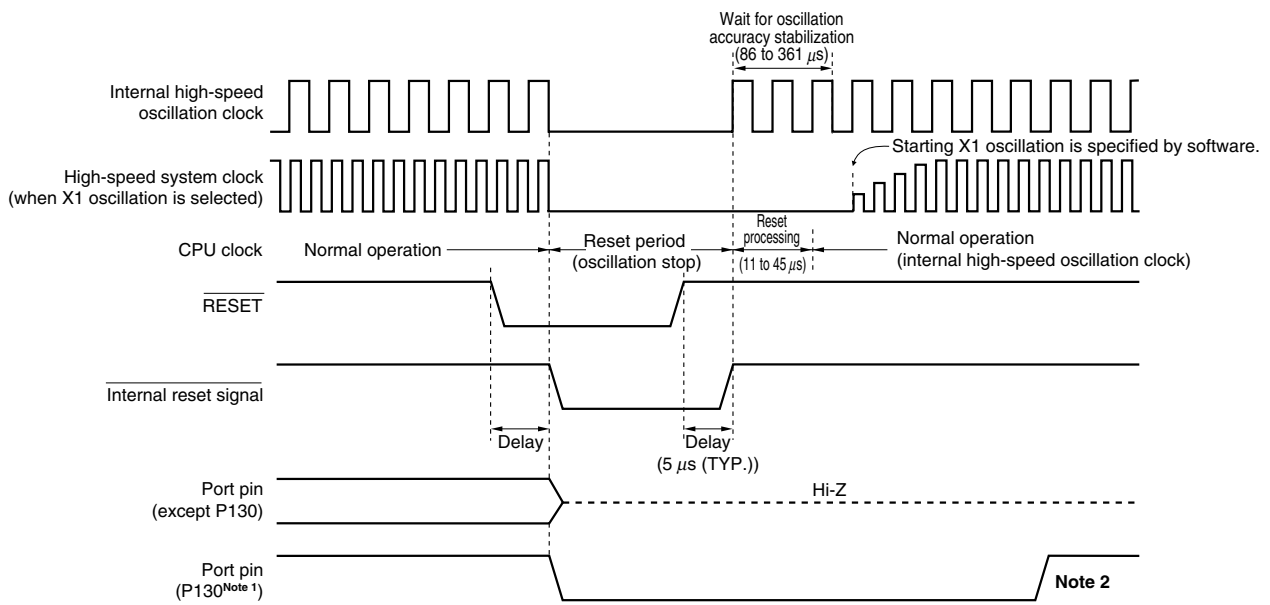 Wait for oscillation
accuracy stabilization
(86 to 361 μs)
Internal high-speed
oscillation clock
Starting X1 oscillation is specified by software.
High-speed system clock
(when X1 oscillation is selected)
CPU clock
Normal operation
Reset period
(oscillation stop)
Reset
processing
(11 to 45 μs)
Normal operation
(internal high-speed oscillation clock)
RESET
Internal reset signal
Delay
Delay
(5 μs (TYP.))
Port pin
(except P130)
Hi-Z
Port pin
(P130Note 1)
Note 2